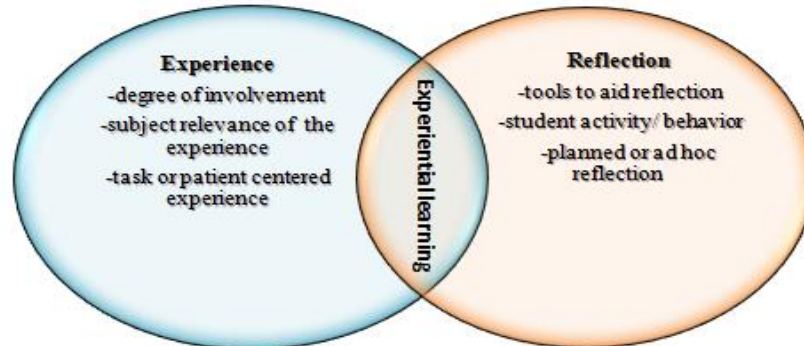 Experience
-degree of involvement
-subject relevance of the
experience
-task or patient centered
experience
Experiential learning
Reflection
-tools to aid reflection
-student activity/ behavior
-planned or ad hoc
reflection